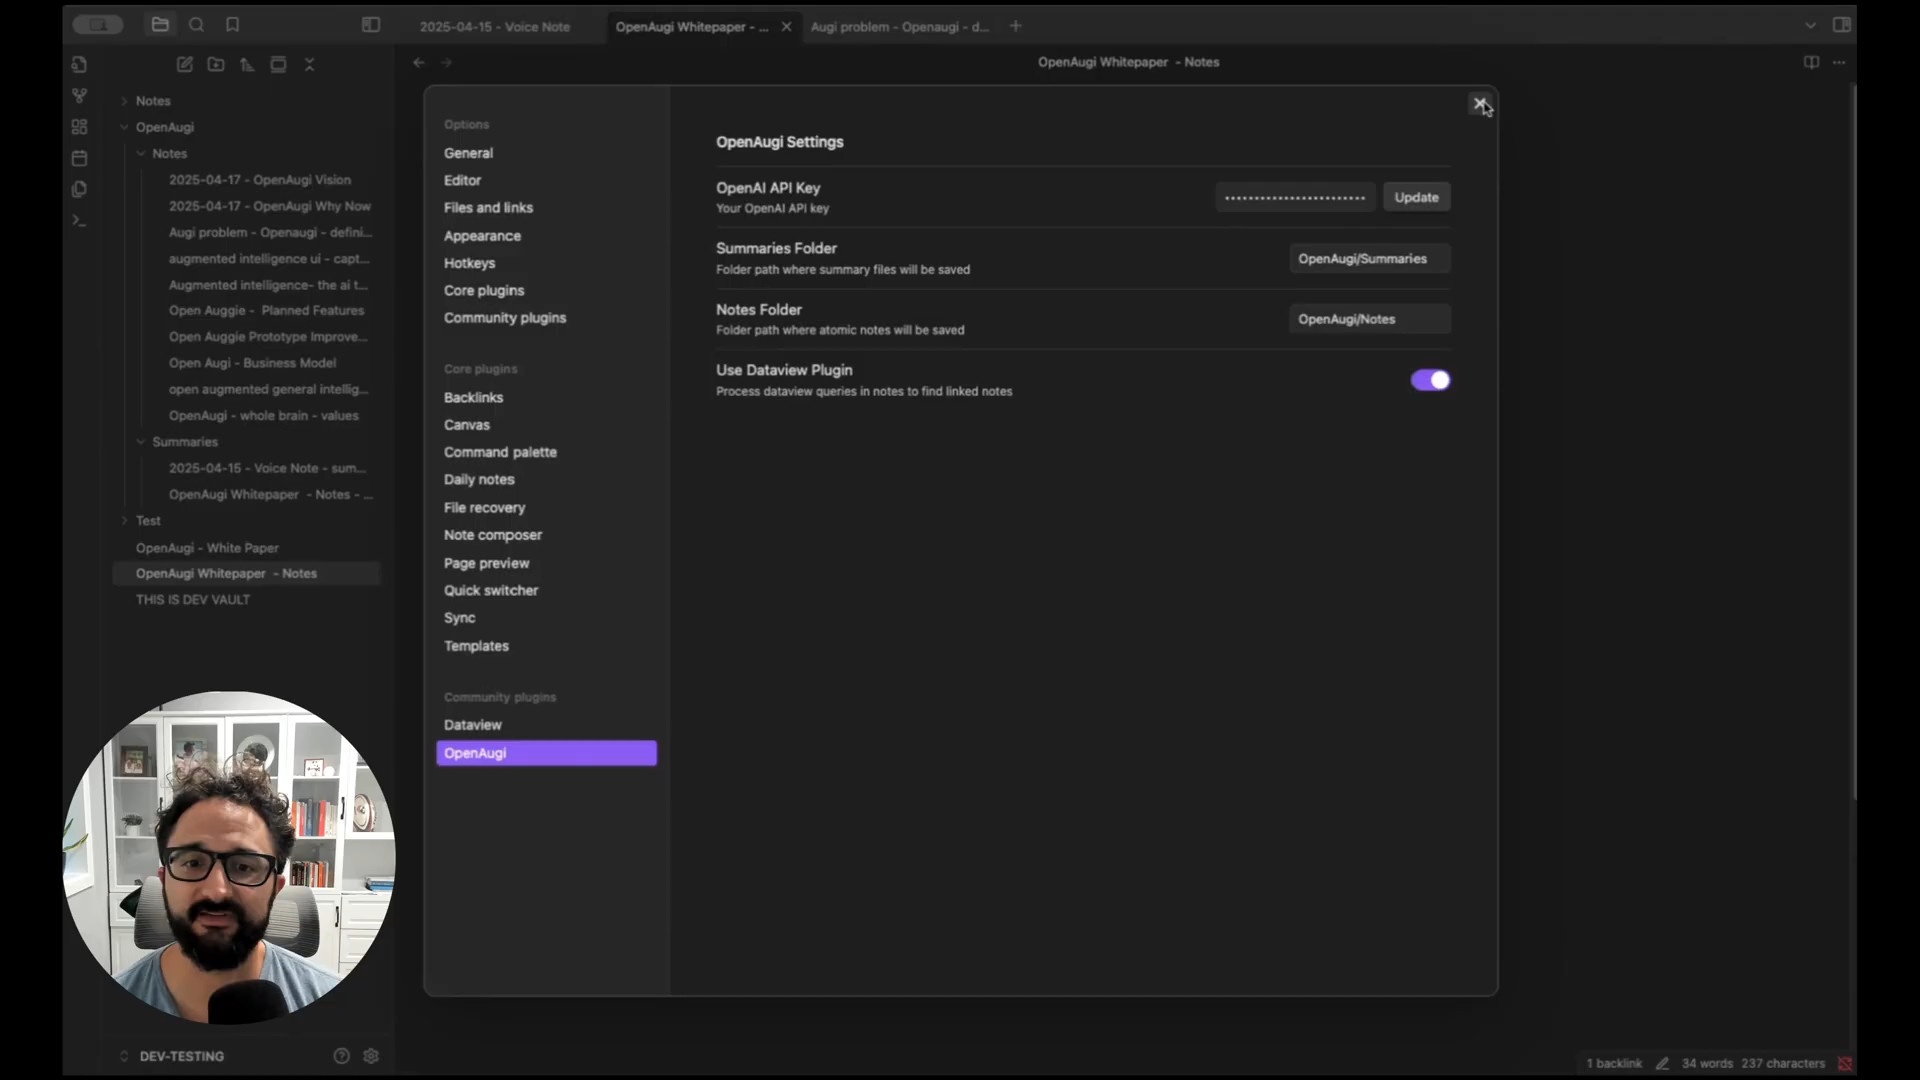 2025-04-15 - Voice Note
OpenAugi Whitepaper - ...
Augi problem - Openaugi - d...
OpenAugi Whitepaper - Notes
Notes
OpenAugi
Notes
2025-04-17 - OpenAugi Vision
2025-04-17 - OpenAugi Why Now
Augi problem - Openaugi - defini...
augmented intelligence ui - capt...
Augmented intelligence- the ai t...
Open Auggie - Planned Features
Open Auggie Prototype Improve...
Open Augi - Business Model
open augmented general intellig...
OpenAugi - whole brain - values
Summaries
2025-04-15 - Voice Note - sum...
OpenAugi Whitepaper - Notes - ...
Test
OpenAugi - White Paper
OpenAugi Whitepaper - Notes
THIS IS DEV VAULT
DEV-TESTING
Options
General
Editor
Files and links
Appearance
Hotkeys
Core plugins
Community plugins
Core plugins
Backlinks
Canvas
Command palette
Daily notes
File recovery
Note composer
Page preview
Quick switcher
Sync
Templates
Community plugins
Dataview
OpenAugi
OpenAugi Settings
OpenAI API Key
Your OpenAI API key
Update
Summaries Folder
Folder path where summary files will be saved
OpenAugi/Summaries
Notes Folder
Folder path where atomic notes will be saved
OpenAugi/Notes
Use Dataview Plugin
Process dataview queries in notes to find linked notes
1 backlink
34 words
237 characters